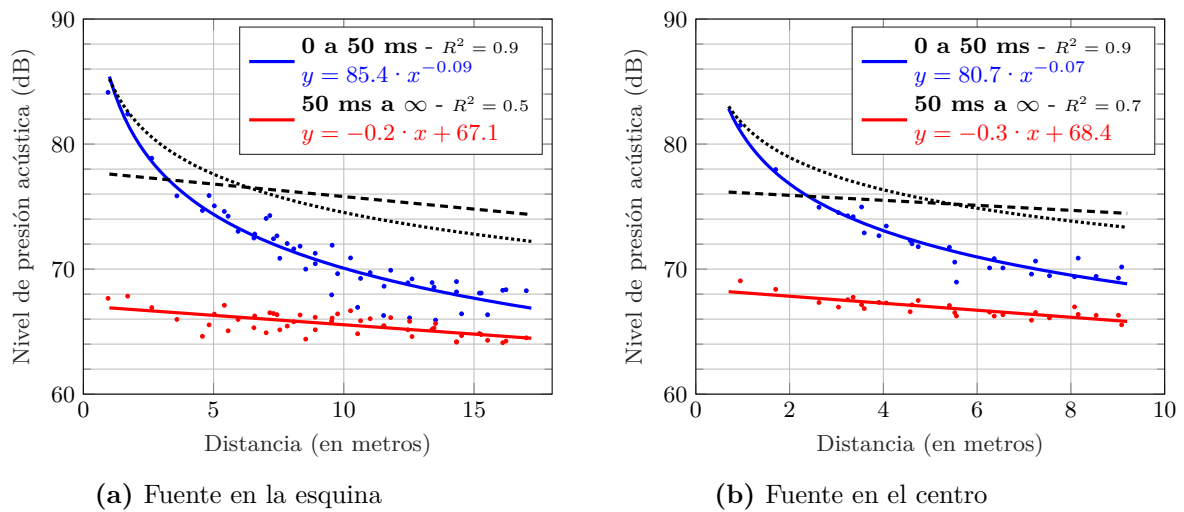 90
80
70
60
0
5
10
15
Nivel de presión acústica (dB)
Distancia (en metros)
0 a 50 ms - R² = 0.9
y = 85.4 · x^−0.09
50 ms a ∞ - R² = 0.5
y = −0.2 · x + 67.1
(a) Fuente en la esquina
90
80
70
60
0
2
4
6
8
10
Nivel de presión acústica (dB)
Distancia (en metros)
0 a 50 ms - R² = 0.9
y = 80.7 · x^−0.07
50 ms a ∞ - R² = 0.7
y = −0.3 · x + 68.4
(b) Fuente en el centro